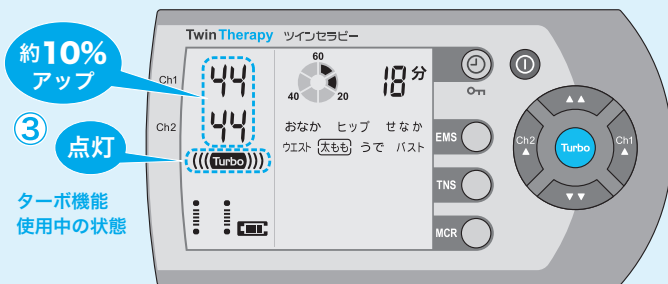 TwinTherapy ツインセラピー
約10%
アップ
Ch1
44
60
40
20
18分
Ch2
44
③
点灯
Turbo
ターボ機能
使用中の状態
おなか ヒップ せなか
ウエスト 太もも うで バスト
EMS
TNS
MCR
Ch2
Turbo
Ch1